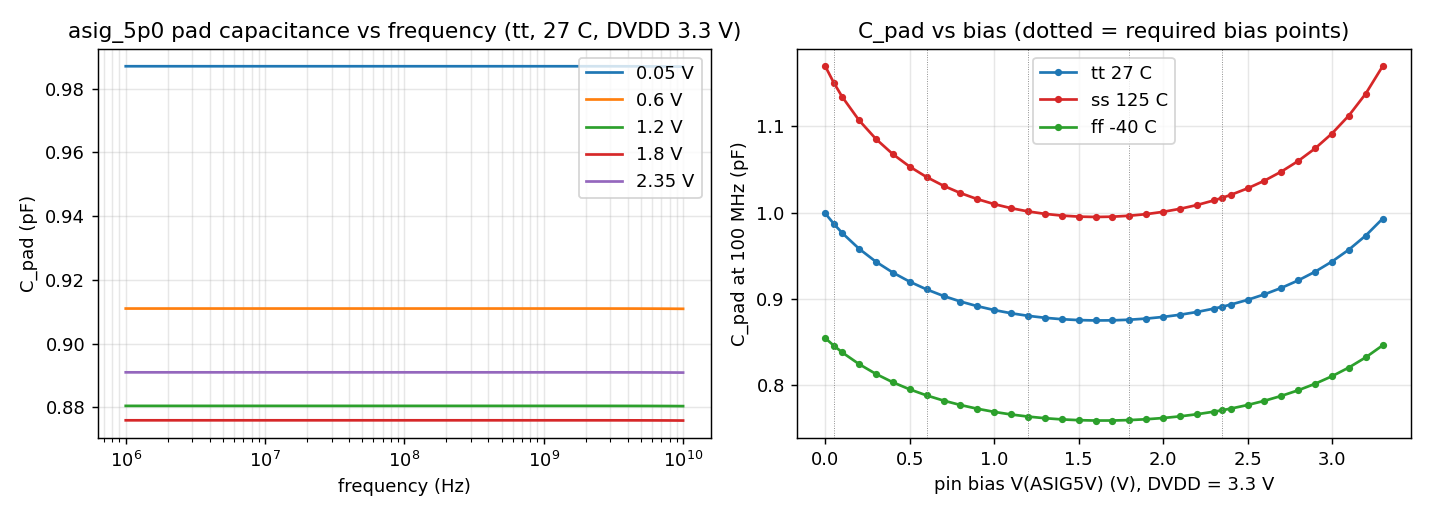 asig_5p0 pad capacitance vs frequency (tt, 27 C, DVDD 3.3 V)
C_pad (pF)
0.98
0.96
0.94
0.92
0.90
0.88
0.05 V
0.6 V
1.2 V
1.8 V
2.35 V
10^6
10^7
10^8
10^9
10^10
frequency (Hz)
C_pad vs bias (dotted = required bias points)
C_pad at 100 MHz (pF)
1.1
1.0
0.9
0.8
tt 27 C
ss 125 C
ff -40 C
0.0
0.5
1.0
1.5
2.0
2.5
3.0
pin bias V(ASIG5V) (V), DVDD = 3.3 V